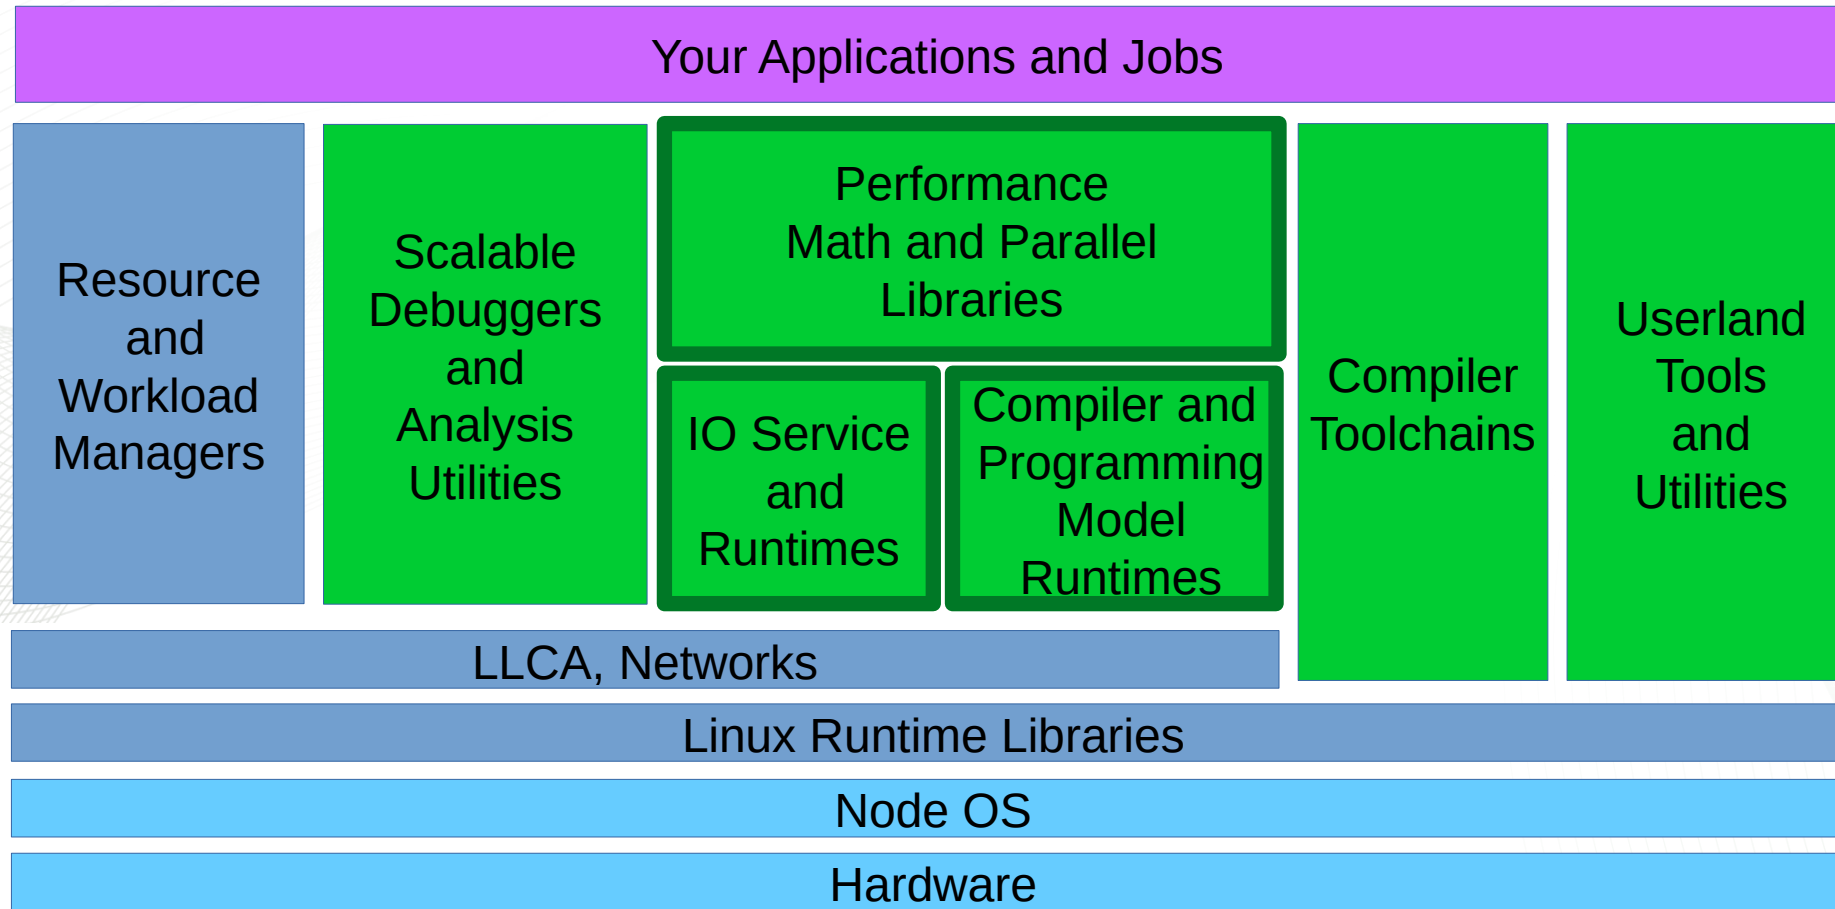 Your Applications and Jobs
Resource
and
Workload
Managers
Scalable
Debuggers
and
Analysis
Utilities
Performance
Math and Parallel
Libraries
IO Service
and
Runtimes
Compiler and
Programming
Model
Runtimes
Compiler
Toolchains
Userland
Tools
and
Utilities
LLCA, Networks
Linux Runtime Libraries
Node OS
Hardware